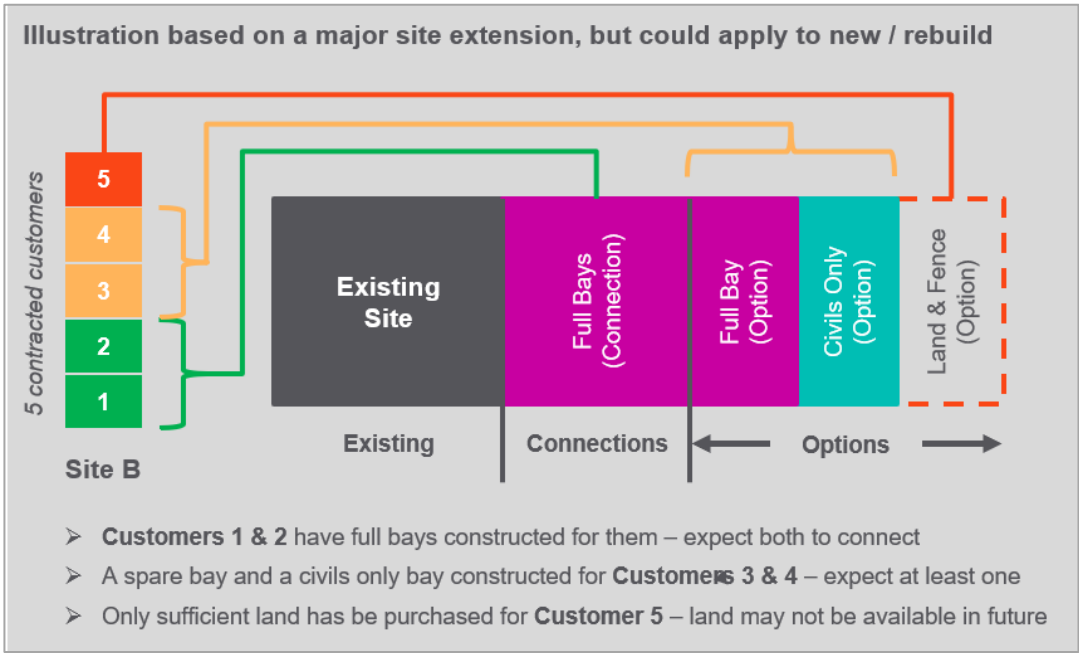 Illustration based on a major site extension, but could apply to new / rebuild
5 contracted customers
5
4
3
2
1
Site B
Existing
Site
Full Bays
(Connection)
Full Bay
(Option)
Civils Only
(Option)
Land & Fence
(Option)
Existing
Connections
Options
➢ Customers 1 & 2 have full bays constructed for them – expect both to connect
➢ A spare bay and a civils only bay constructed for Customers 3 & 4 – expect at least one
➢ Only sufficient land has be purchased for Customer 5 – land may not be available in future